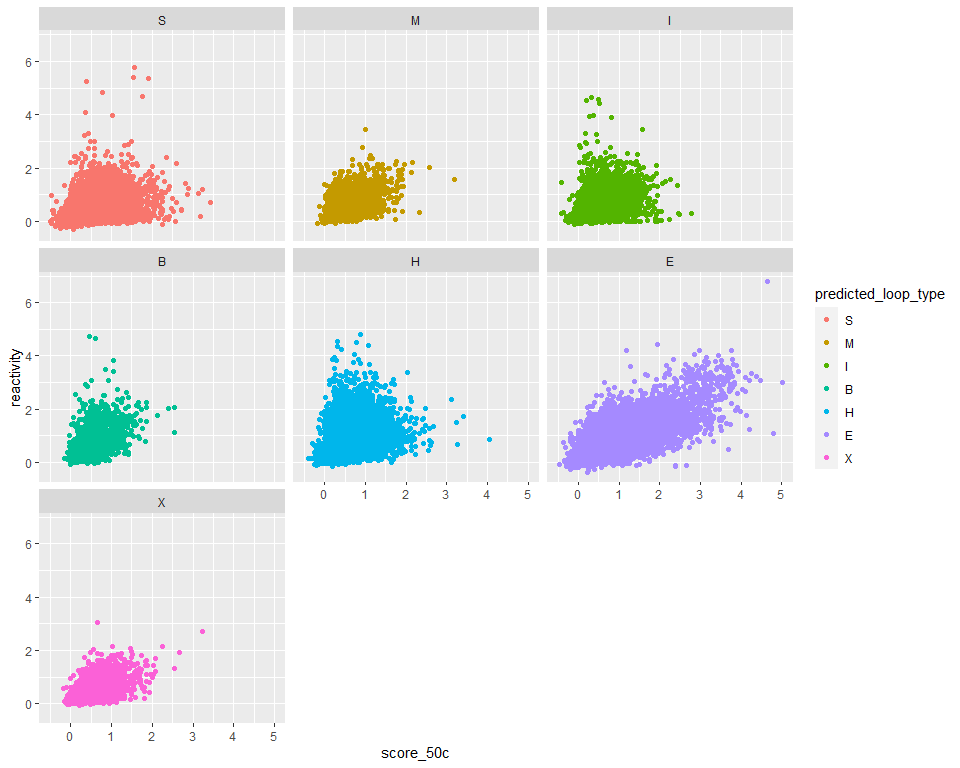 S M I
6
4
2
0
B H E
6
4
2
0
reactivity
0 1 2 3 4 5 0 1 2 3 4 5
X
6
4
2
0
0 1 2 3 4 5
score_50c
predicted_loop_type
S
M
I
B
H
E
X